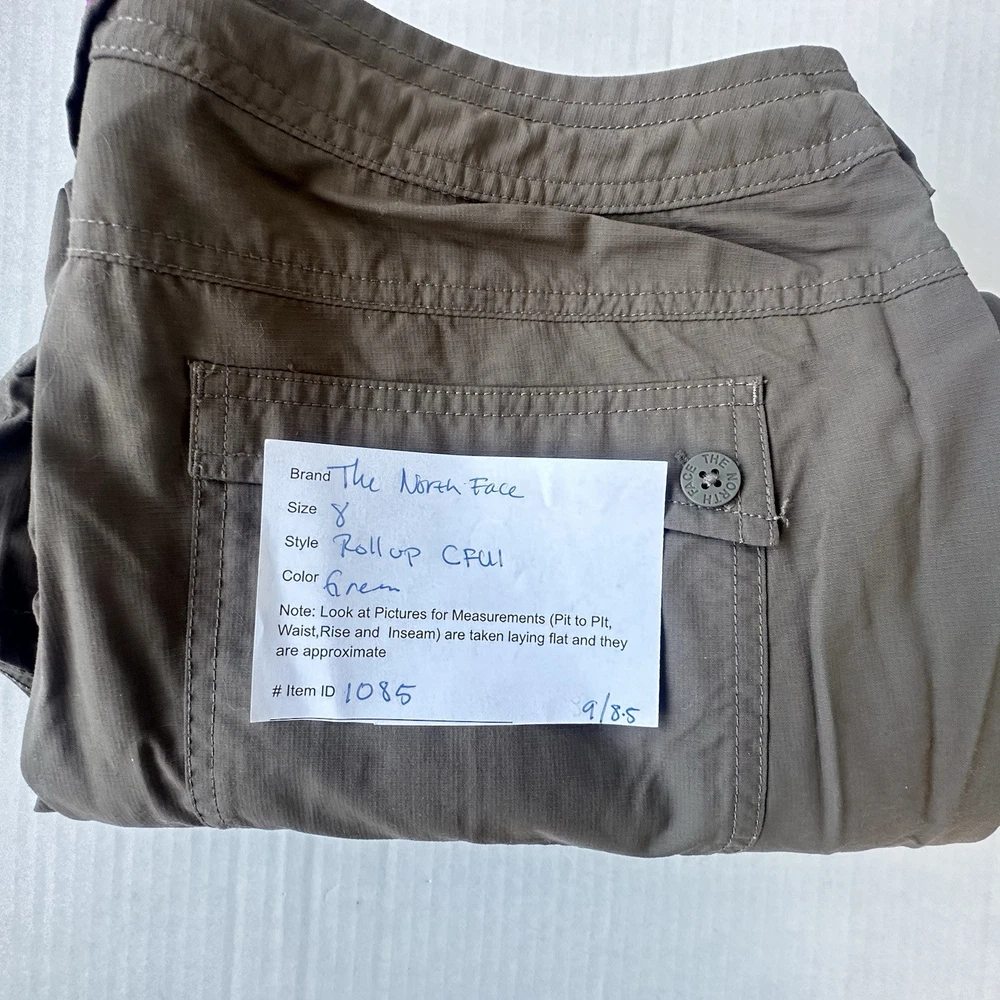 Brand The North Face
Size 8
Style Roll up
Color Green
Note: Look at Pictures for Measurements (Pit to PIt,
Waist,Rise and Inseam) are taken laying flat and they
are approximate
# Item ID 1085
9/8.5
THE NORTH FACE